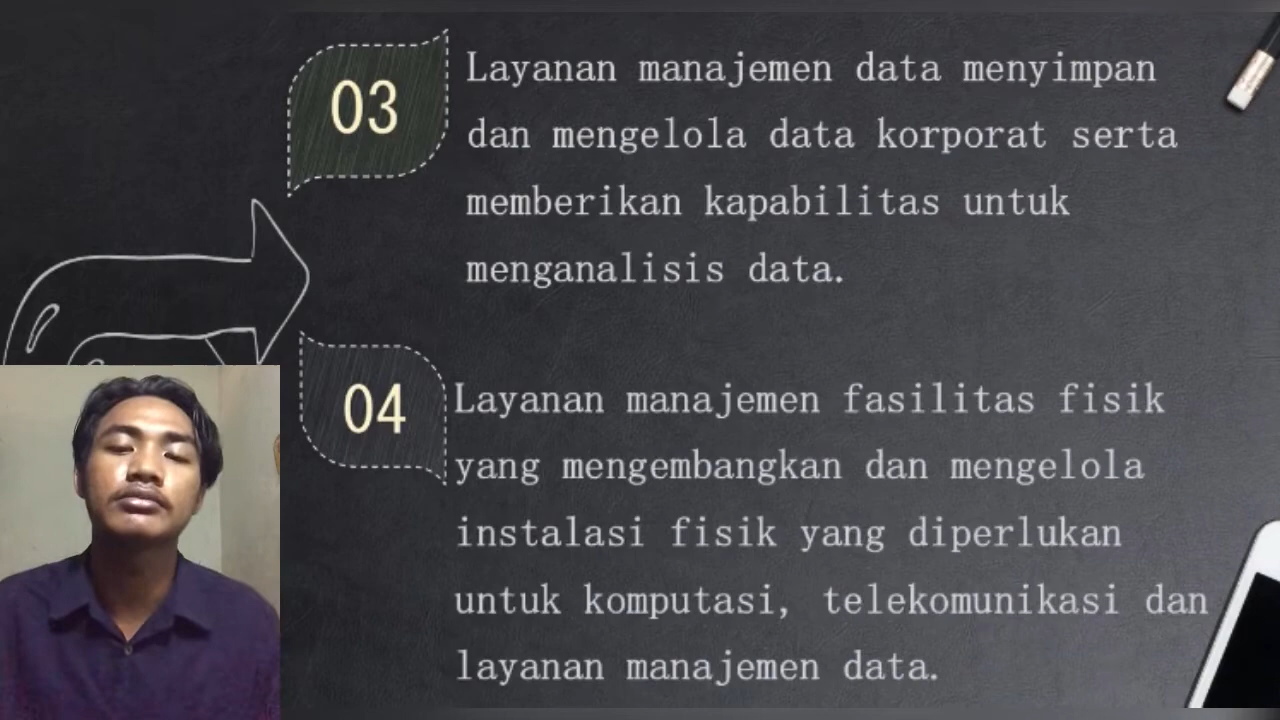 03
Layanan manajemen data menyimpan
dan mengelola data korporat serta
memberikan kapabilitas untuk
menganalisis data.
04
Layanan manajemen fasilitas fisik
yang mengembangkan dan mengelola
instalasi fisik yang diperlukan
untuk komputasi, telekomunikasi dan
layanan manajemen data.